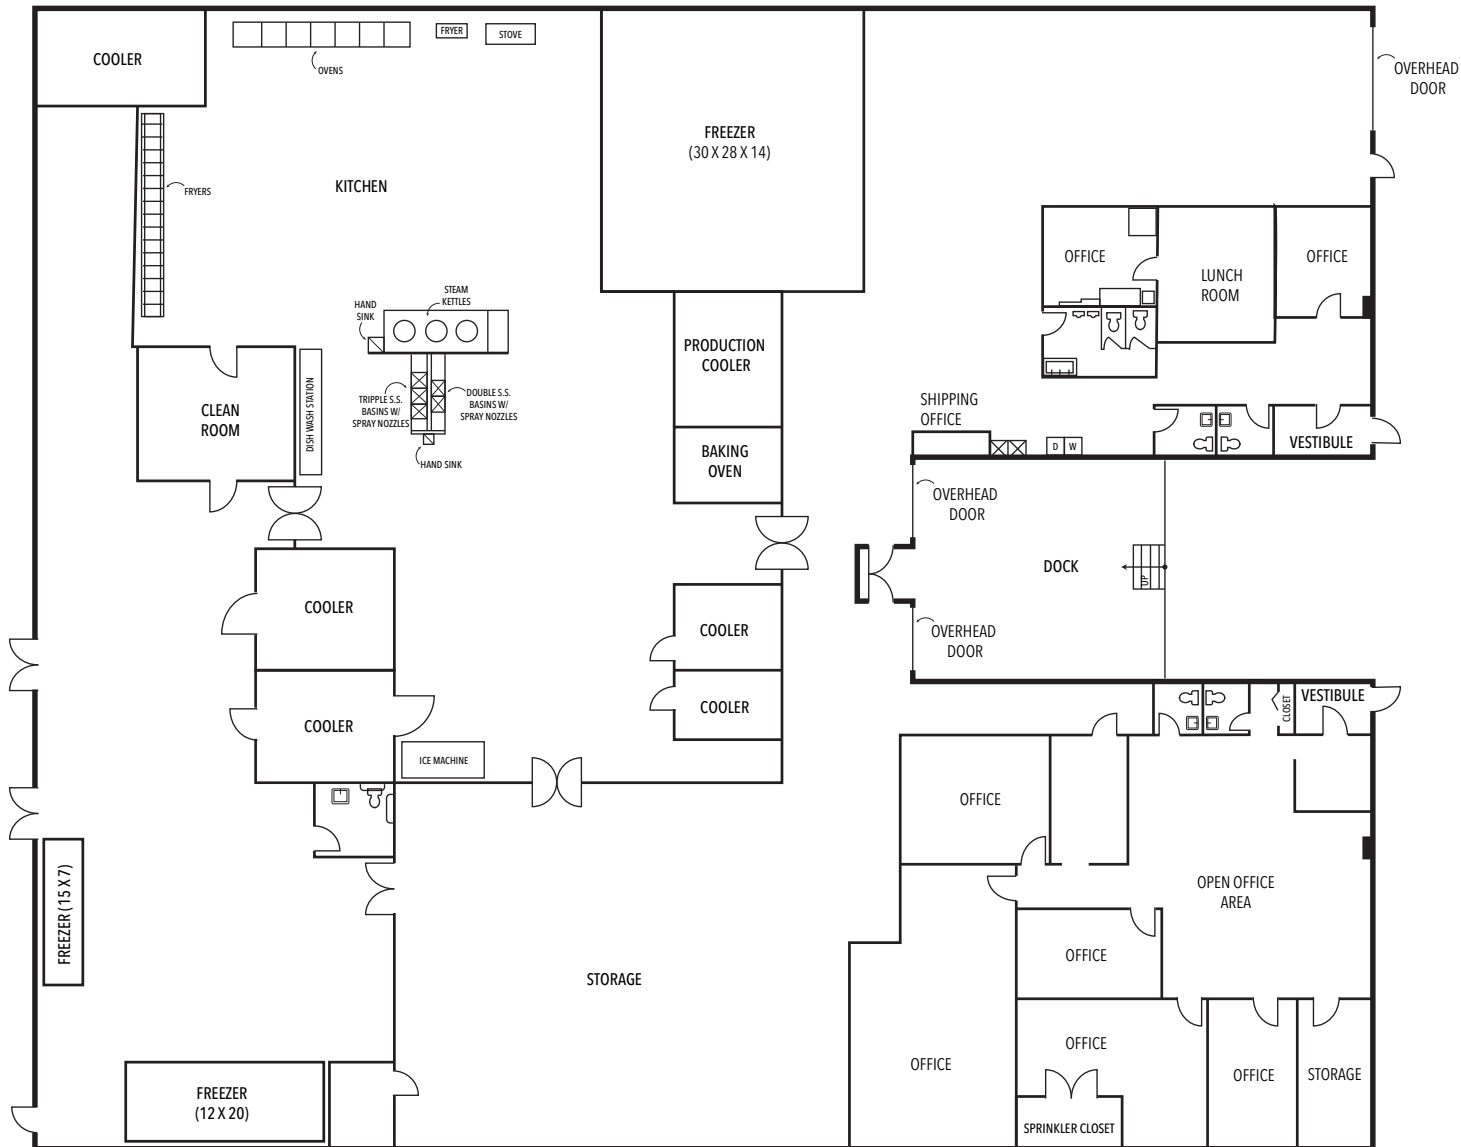 COOLER
OVENS
FRYER
STOVE
FREEZER
(30 X 28 X 14)
OVERHEAD
DOOR
FRYERS
KITCHEN
OFFICE
LUNCH
ROOM
OFFICE
HAND
SINK
STEAM
KETTLES
PRODUCTION
COOLER
CLEAN
ROOM
DISH WASH STATION
TRIPPLE S.S.
BASINS W/
SPRAY NOZZLES
DOUBLE S.S.
BASINS W/
SPRAY NOZZLES
HAND SINK
BAKING
OVEN
SHIPPING
OFFICE
D
W
VESTIBULE
OVERHEAD
DOOR
DOCK
UP
OVERHEAD
DOOR
COOLER
COOLER
COOLER
COOLER
ICE MACHINE
CLOSET
VESTIBULE
OFFICE
OPEN OFFICE
AREA
FREEZER (15 X 7)
OFFICE
STORAGE
OFFICE
OFFICE
OFFICE
STORAGE
FREEZER
(12 X 20)
SPRINKLER CLOSET